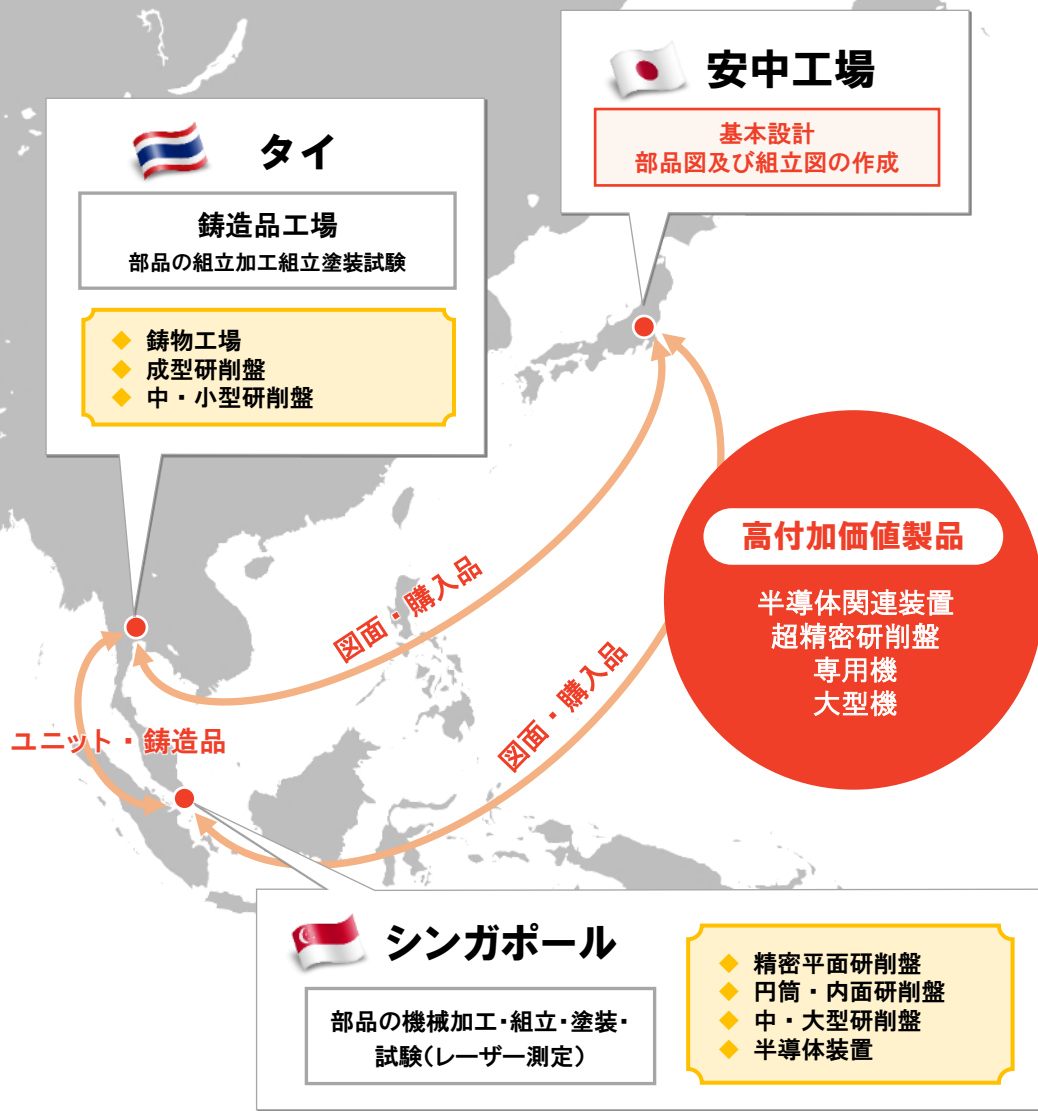 安中工場
基本設計
部品図及び組立図の作成
タイ
鋳造品工場
部品の組立加工組立塗装試験
◆ 鋳物工場
◆ 成型研削盤
◆ 中・小型研削盤
高付加価値製品
半導体関連装置
超精密研削盤
専用機
大型機
図面・購入品
図面・購入品
ユニット・鋳造品
シンガポール
部品の機械加工・組立・塗装・
試験(レーザー測定)
◆ 精密平面研削盤
◆ 円筒・内面研削盤
◆ 中・大型研削盤
◆ 半導体装置